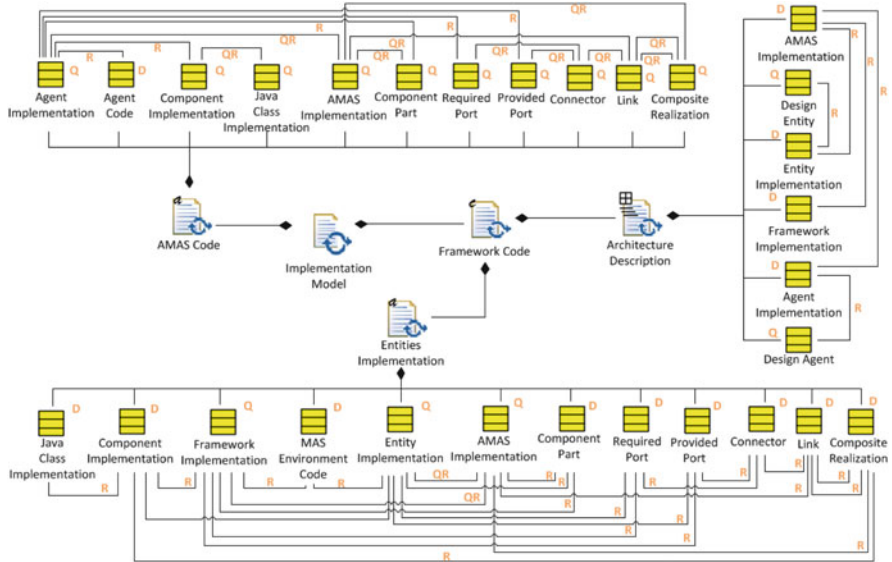 QR
R
QR
R
R
R
QR
R
R
QR
QR
QR
QR
QR
QR
Q
D
Q
Q
Q
Q
Q
Q
Q
Q
Q
Agent
Implementation
Agent
Code
Component
Implementation
Java
Class
Implementation
AMAS
Implementation
Component
Part
Required
Port
Provided
Port
Connector
Link
Composite
Realization
D
AMAS
Implementation
R
R
Q
Design
Entity
R
R
D
Entity
Implementation
D
Framework
Implementation
D
Agent
Implementation
R
Q
Design Agent
a
AMAS Code
Implementation
Model
c
Framework Code
Architecture
Description
a
Entities
Implementation
D
D
Q
D
Q
Q
D
D
D
D
D
D
Java
Class
Implementation
Component
Implementation
Framework
Implementation
MAS
Environment
Code
Entity
Implementation
AMAS
Implementation
Component
Part
Required
Port
Provided
Port
Connector
Link
Composite
Realization
R
R
R
QR
R
R
R
R
QR
R
R
R
R
R
R
R
R
R
R